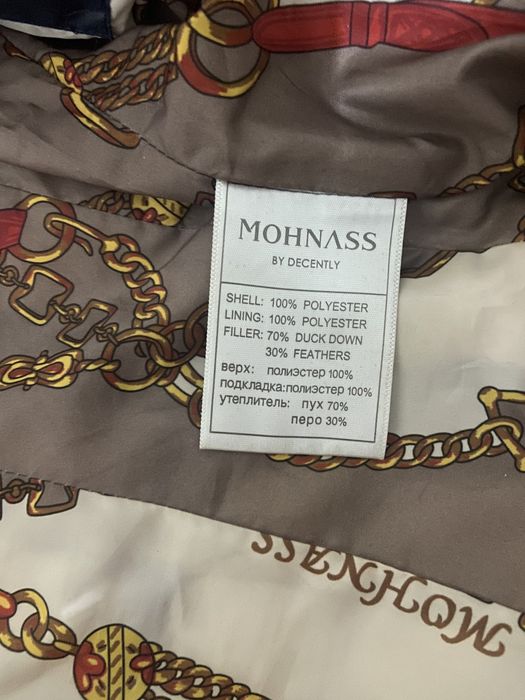 MOHNASS
BY DECENTLY
SHELL: 100% POLYESTER
LINING: 100% POLYESTER
FILLER: 70% DUCK DOWN
30% FEATHERS
верх: полиэстер 100%
подкладка:полиэстер 100%
утеплитель: пух 70%
перо 30%
MOHNASS